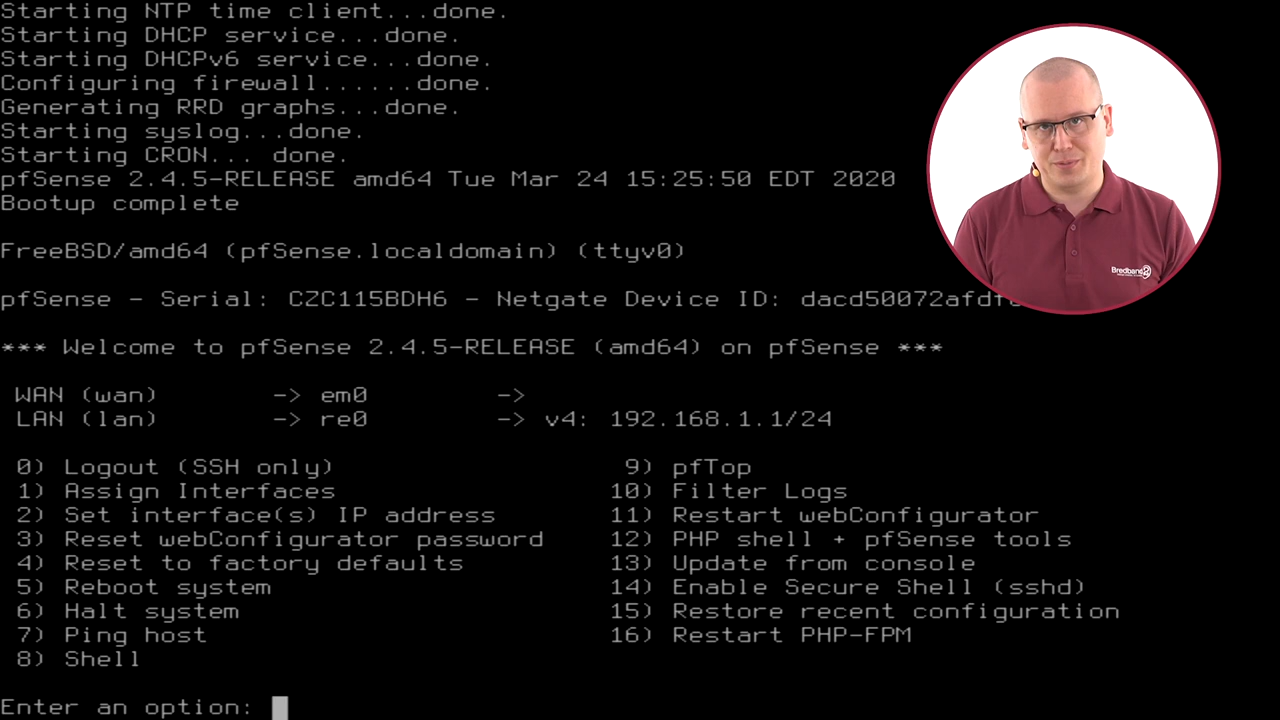 Starting NTP time client...done.
Starting DHCP service...done.
Starting DHCPv6 service...done.
Configuring firewall......done.
Generating RRD graphs...done.
Starting syslog...done.
Starting CRON... done.
pfSense 2.4.5-RELEASE amd64 Tue Mar 24 15:25:50 EDT 2020
Bootup complete
FreeBSD/amd64 (pfSense.localdomain) (ttyv0)
pfSense - Serial: CZC115BDH6 - Netgate Device ID:
*** Welcome to pfSense 2.4.5-RELEASE (amd64) on pfSense ***
WAN (wan) -> em0 ->
LAN (lan) -> re0 -> v4: 192.168.1.1/24
0) Logout (SSH only) 9) pfTop
1) Assign Interfaces 10) Filter Logs
2) Set interface(s) IP address 11) Restart webConfigurator
3) Reset webConfigurator password 12) PHP shell + pfSense tools
4) Reset to factory defaults 13) Update from console
5) Reboot system 14) Enable Secure Shell (sshd)
6) Halt system 15) Restore recent configuration
7) Ping host 16) Restart PHP-FPM
8) Shell
Enter an option:
Bredband2